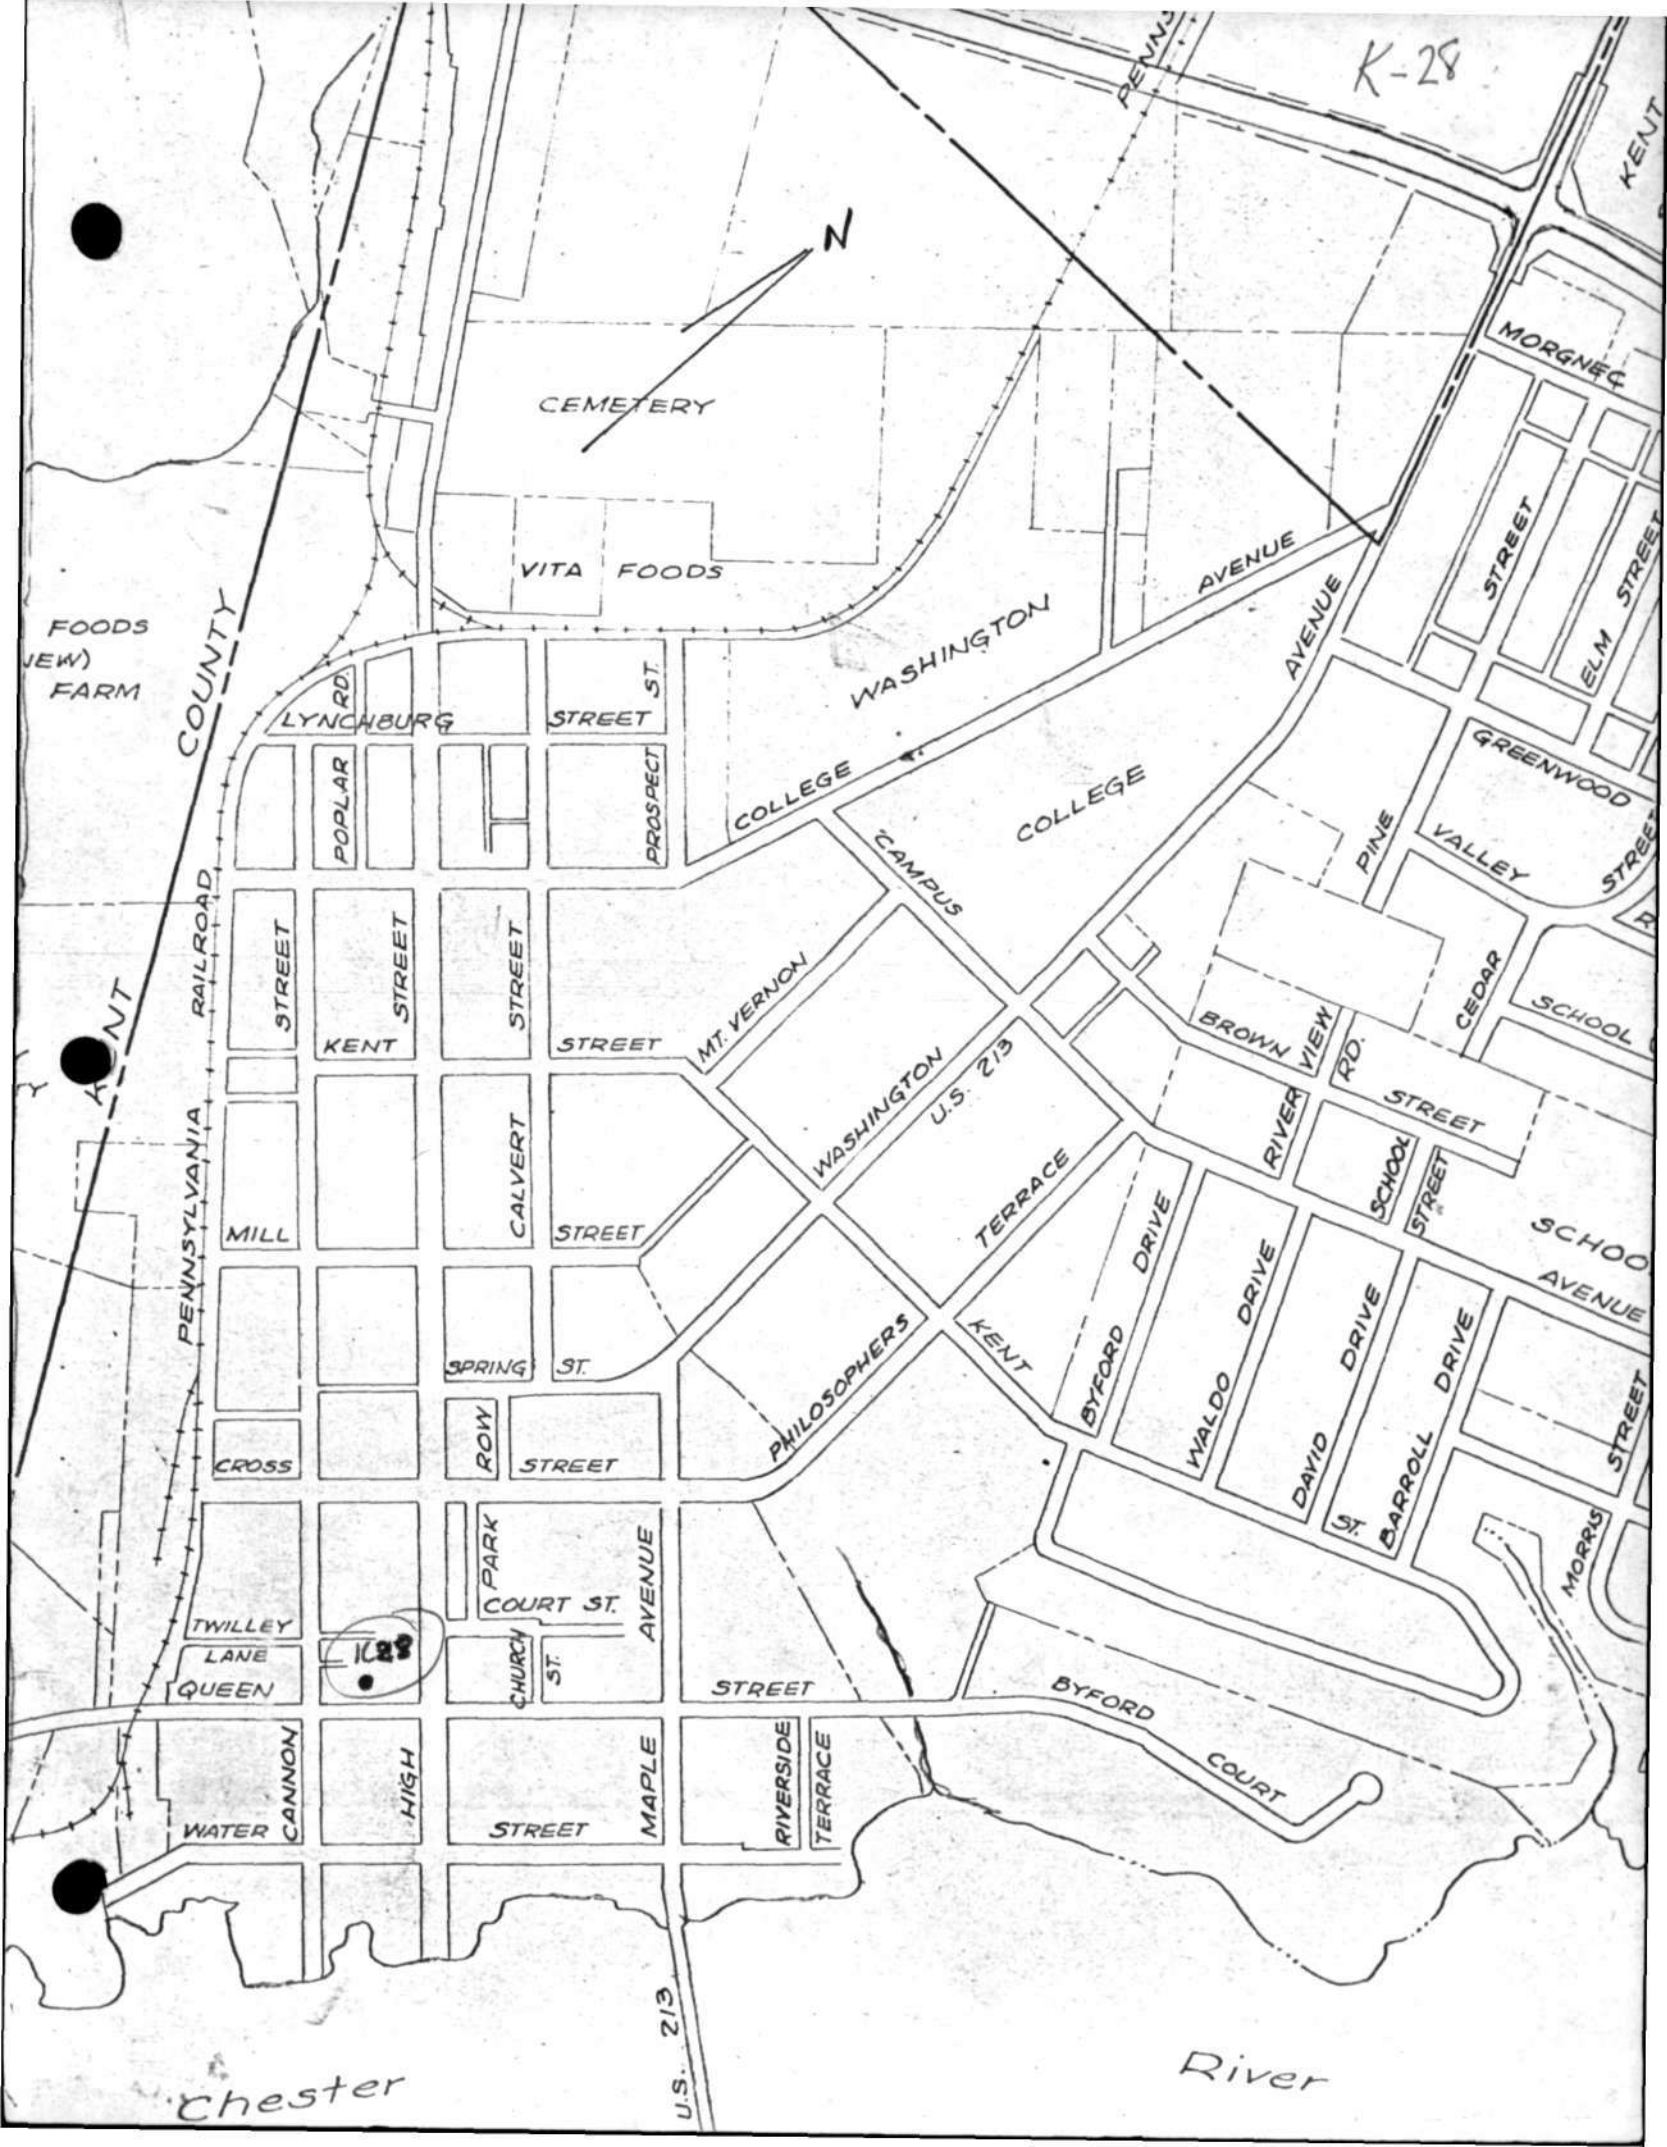 K-28
PENNS
KENT
N
MORGNEC
CEMETERY
STREET
STREET
ELM
VITA FOODS
AVENUE
AVENUE
WASHINGTON
FOODS
FARM
COUNTY
KENT
RD.
ST.
LYNCHBURG
STREET
POPLAR
PROSPECT
COLLEGE
COLLEGE
CAMPUS
GREENWOOD
PINE
VALLEY
STREET
RAILROAD
PENNSYLVANIA
STREET
STREET
STREET
KENT
STREET
MT. VERNON
CEDAR
SCHOOL
BROWN
VIEW
RD.
RIVER
STREET
WASHINGTON
U.S. 213
CALVERT
MILL
STREET
TERRACE
SCHOOL
STREET
SCHOO
AVENUE
DRIVE
DRIVE
DRIVE
DRIVE
SPRING
ST.
PHILOSOPHERS
KENT
BYFORD
WALDO
DAVID
ST.
BARROLL
STREET
MORRIS
CROSS
ROW
STREET
PARK
COURT ST.
AVENUE
TWILLEY
LANE
K28
CHURCH
ST.
QUEEN
STREET
BYFORD
COURT
CANNON
HIGH
MAPLE
RIVERSIDE
TERRACE
WATER
STREET
U.S. 213
Chester
River